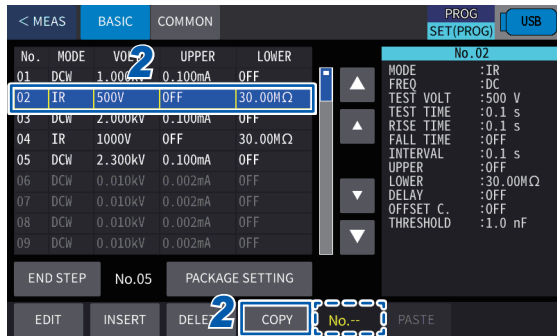 < MEAS BASIC COMMON PROG SET(PROG) USB
No. MODE UPPER LOWER
01 DCW 1.000kV 0.100mA OFF
02 IR 500V OFF 30.00MΩ
03 DCW 2.000kV 0.100mA OFF
04 IR 1000V OFF 30.00MΩ
05 DCW 2.300kV 0.100mA OFF
06 DCW 0.010kV 0.002mA OFF
07 DCW 0.010kV 0.002mA OFF
08 DCW 0.010kV 0.002mA OFF
09 DCW 0.010kV 0.002mA OFF
2
No.02
MODE :IR
FREQ :DC
TEST VOLT :500 V
TEST TIME :0.1 s
RISE TIME :0.1 s
FALL TIME :OFF
INTERVAL :0.1 s
UPPER :OFF
LOWER :30.00MΩ
DELAY :OFF
OFFSET C. :OFF
THRESHOLD :1.0 nF
END STEP No.05 PACKAGE SETTING
2
EDIT INSERT DELETE COPY No.-- PASTE